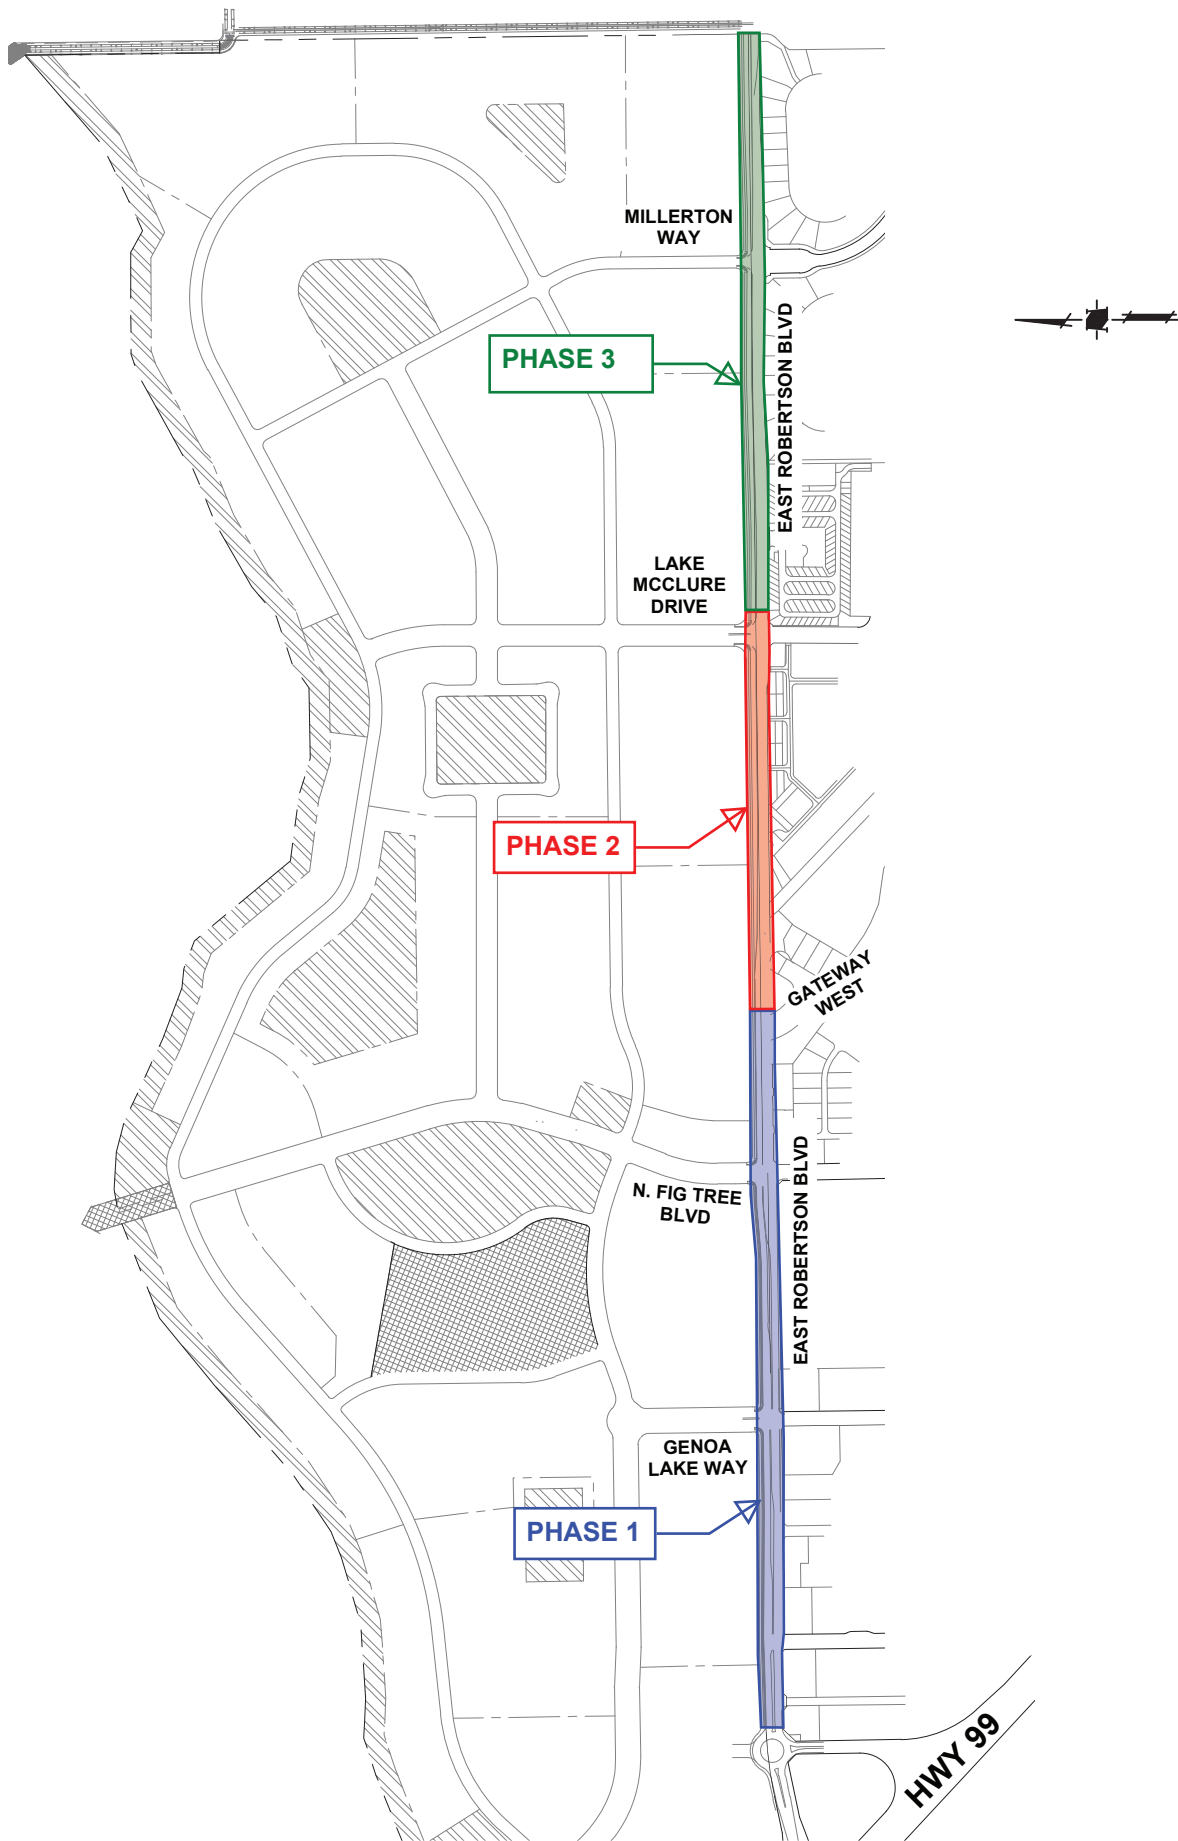 MILLERTON
WAY
EAST ROBERTSON BLVD
PHASE 3
LAKE
MCCLURE
DRIVE
PHASE 2
GATEWAY
WEST
N. FIG TREE
BLVD
EAST ROBERTSON BLVD
GENOA
LAKE WAY
PHASE 1
HWY 99